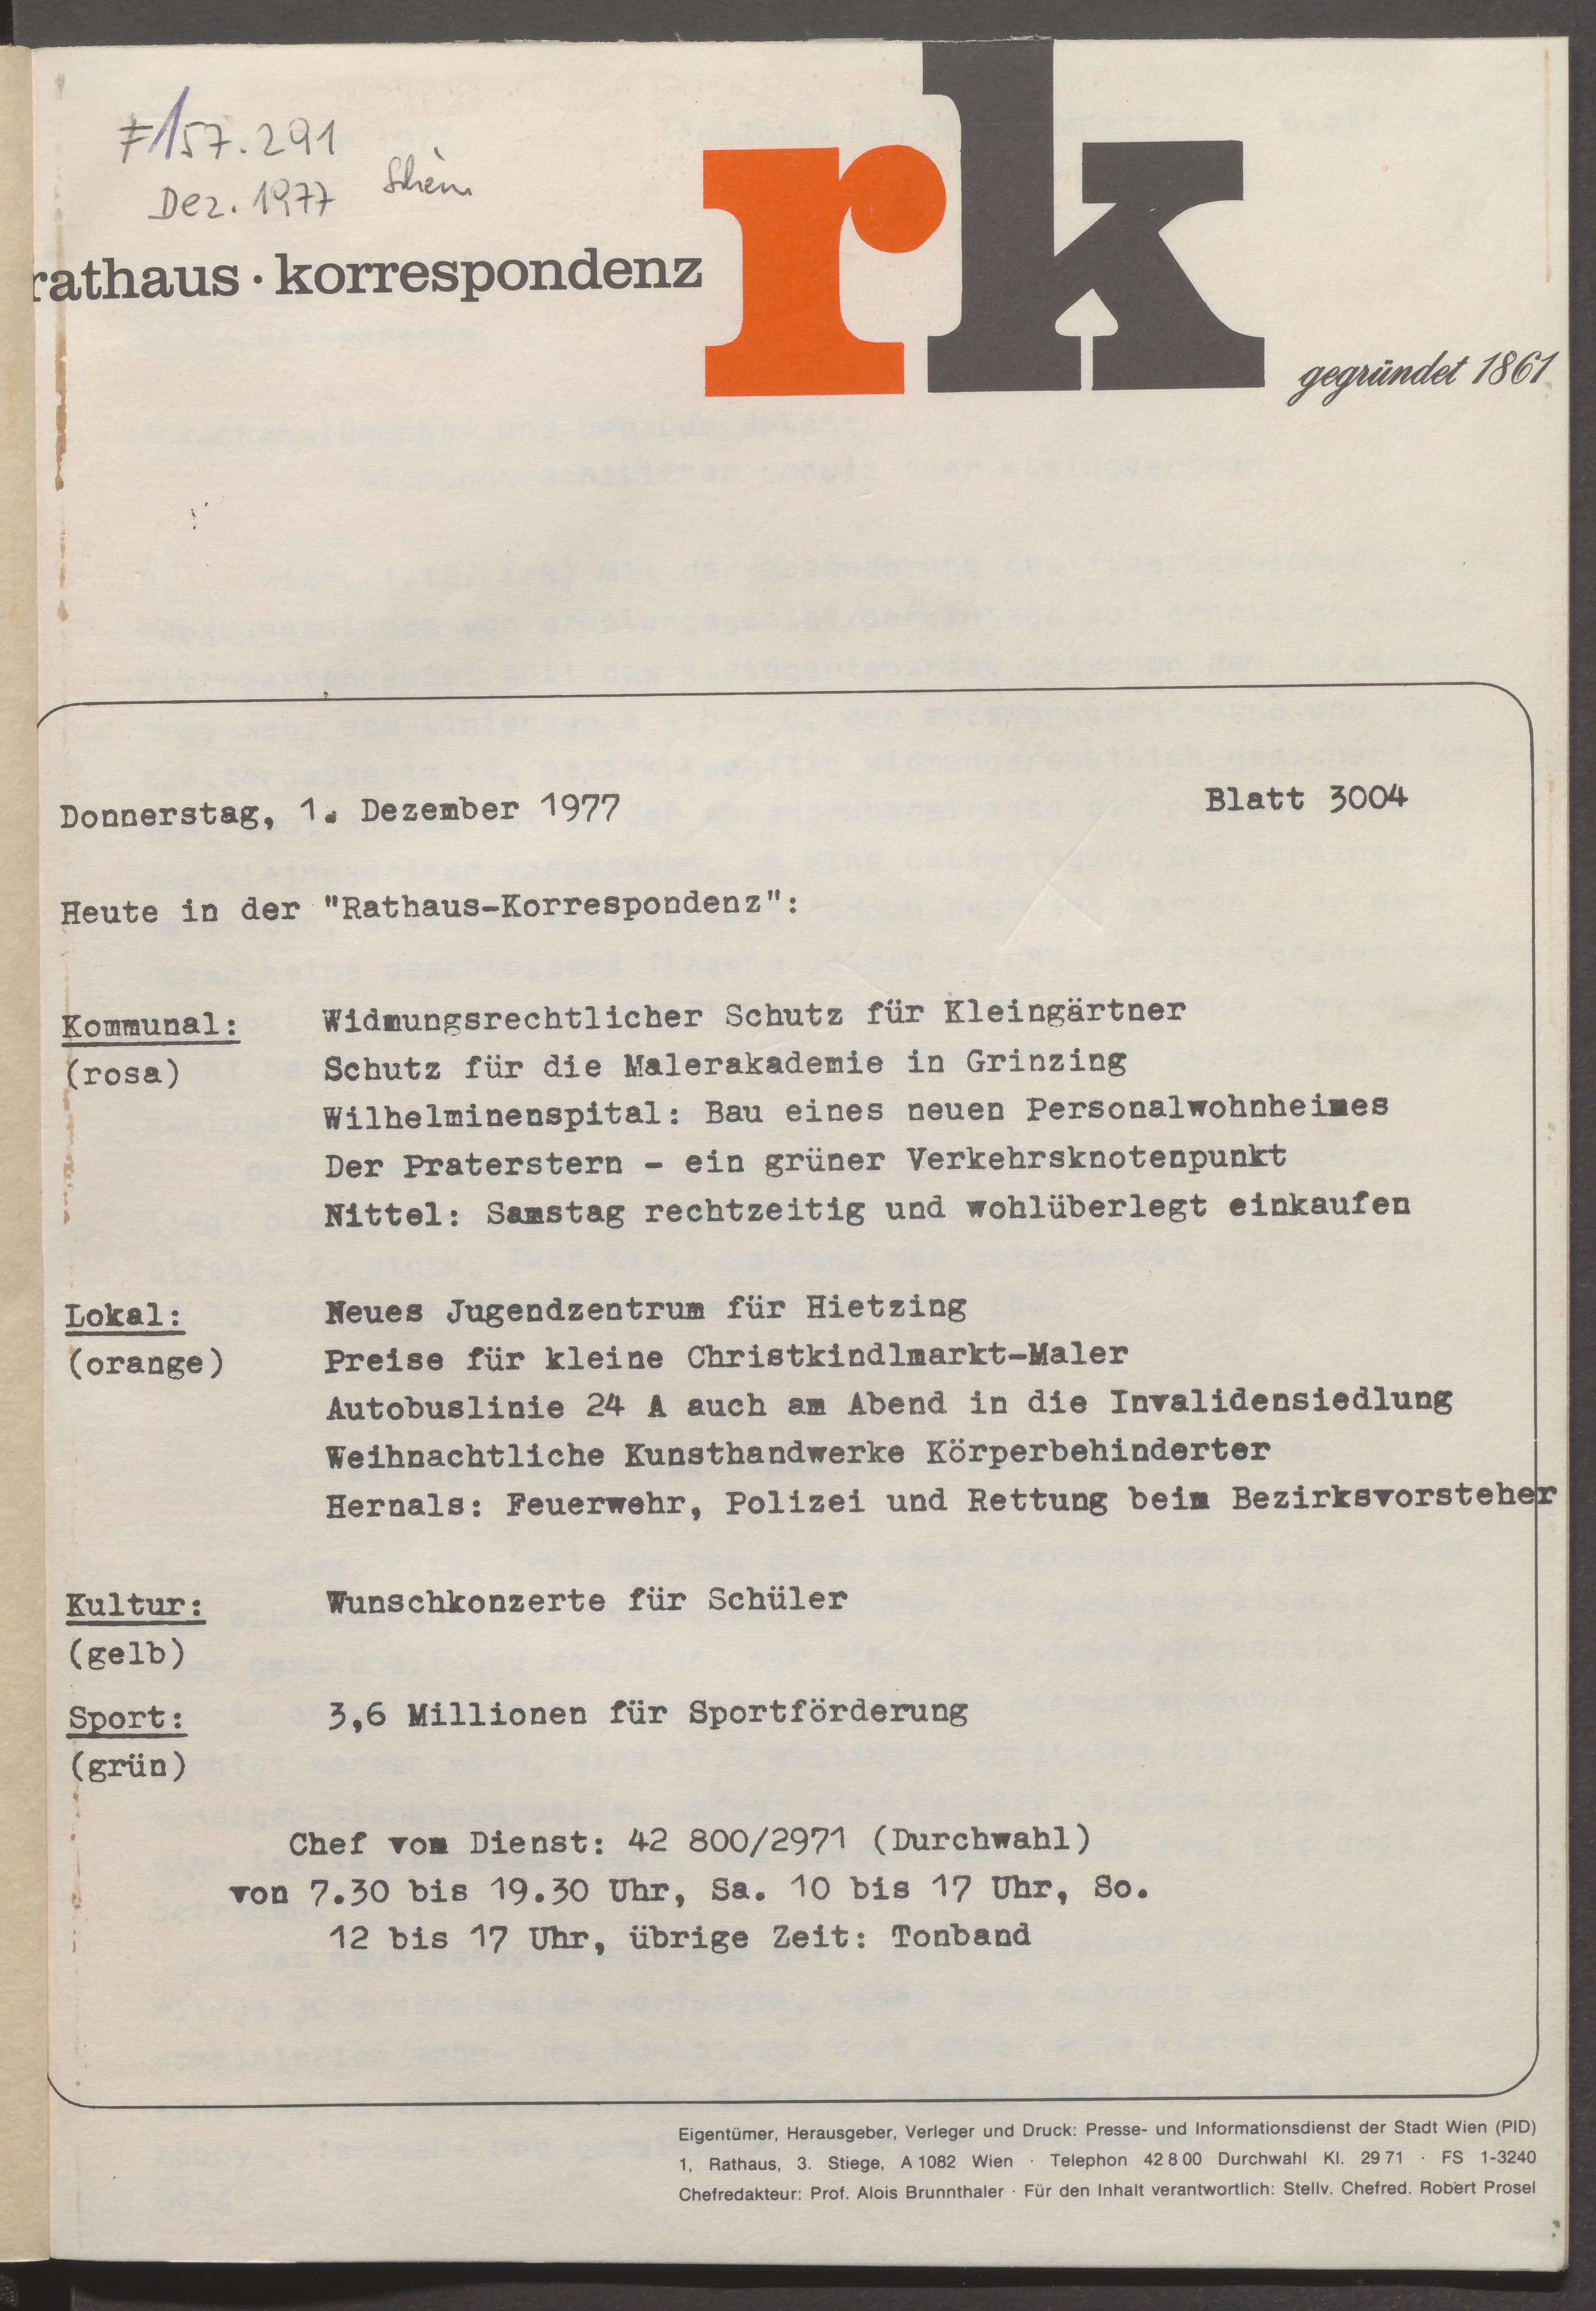 F157.291
Dez. 1977
rathaus · korrespondenz
rk
gegründet 1861
Donnerstag, 1. Dezember 1977
Blatt 3004
Heute in der "Rathaus-Korrespondenz":
Kommunal: Widmungsrechtlicher Schutz für Kleingärtner
(rosa) Schutz für die Malerakademie in Grinzing
Wilhelminenspital: Bau eines neuen Personalwohnheimes
Der Praterstern - ein grüner Verkehrsknotenpunkt
Nittel: Samstag rechtzeitig und wohlüberlegt einkaufen
Lokal: Neues Jugendzentrum für Hietzing
(orange) Preise für kleine Christkindlmarkt-Maler
Autobuslinie 24 A auch am Abend in die Invalidensiedlung
Weihnachtliche Kunsthandwerke Körperbehinderter
Hernals: Feuerwehr, Polizei und Rettung beim Bezirksvorsteher
Kultur: Wunschkonzerte für Schüler
(gelb)
Sport: 3,6 Millionen für Sportförderung
(grün)
Chef vom Dienst: 42 800/2971 (Durchwahl)
von 7.30 bis 19.30 Uhr, Sa. 10 bis 17 Uhr, So.
12 bis 17 Uhr, übrige Zeit: Tonband
Eigentümer, Herausgeber, Verleger und Druck: Presse- und Informationsdienst der Stadt Wien (PID)
1, Rathaus, 3. Stiege, A 1082 Wien · Telephon 42 8 00 Durchwahl Kl. 29 71 · FS 1-3240
Chefredakteur: Prof. Alois Brunnthaler · Für den Inhalt verantwortlich: Stellv. Chefred. Robert Prosel